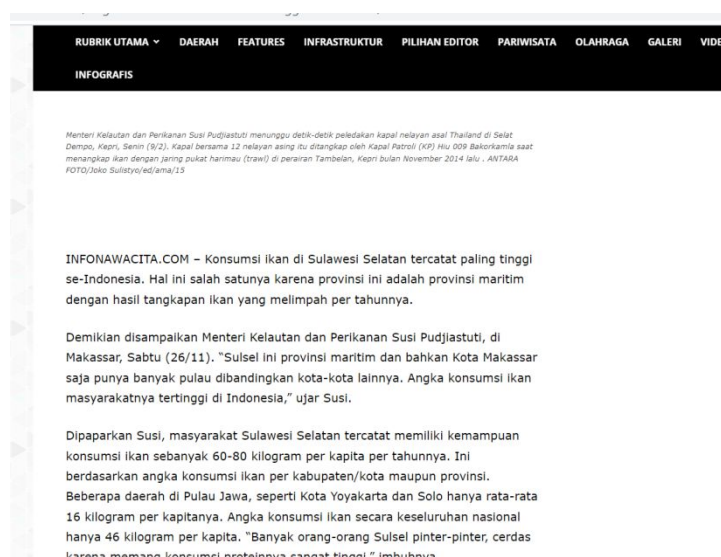 RUBRIK UTAMA DAERAH FEATURES INFRASTRUKTUR PILIHAN EDITOR PARIWISATA OLAHRAGA GALERI VIDE
INFOGRAFIS
Menteri Kelautan dan Perikanan Susi Pudjiastuti menunggu detik-detik peledakan kapal nelayan asal Thailand di Selat
Dempo, Kepri, Senin (9/2). Kapal bersama 12 nelayan asing itu ditangkap oleh Kapal Patroli (KP) Hiu 009 Bakorkamla saat
menangkap ikan dengan jaring pukat harimau (trawl) di perairan Tambelan, Kepri bulan November 2014 lalu . ANTARA
FOTO/Joko Sulistyo/ed/ama/15
INFONAWACITA.COM – Konsumsi ikan di Sulawesi Selatan tercatat paling tinggi
se-Indonesia. Hal ini salah satunya karena provinsi ini adalah provinsi maritim
dengan hasil tangkapan ikan yang melimpah per tahunnya.
Demikian disampaikan Menteri Kelautan dan Perikanan Susi Pudjiastuti, di
Makassar, Sabtu (26/11). “Sulsel ini provinsi maritim dan bahkan Kota Makassar
saja punya banyak pulau dibandingkan kota-kota lainnya. Angka konsumsi ikan
masyarakatnya tertinggi di Indonesia,” ujar Susi.
Dipaparkan Susi, masyarakat Sulawesi Selatan tercatat memiliki kemampuan
konsumsi ikan sebanyak 60-80 kilogram per kapita per tahunnya. Ini
berdasarkan angka konsumsi ikan per kabupaten/kota maupun provinsi.
Beberapa daerah di Pulau Jawa, seperti Kota Yoyakarta dan Solo hanya rata-rata
16 kilogram per kapitanya. Angka konsumsi ikan secara keseluruhan nasional
hanya 46 kilogram per kapita. “Banyak orang-orang Sulsel pinter-pinter, cerdas
karena memang konsumsi proteinnya sangat tinggi,” imbuhnya.